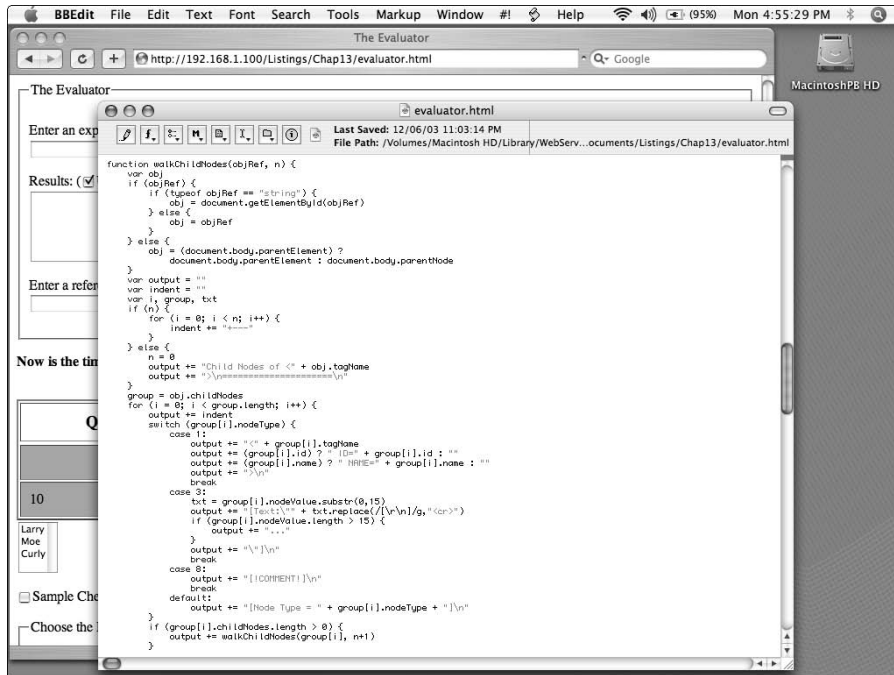 BBEdit File Edit Text Font Search Tools Markup Window #! Help (95%) Mon 4:55:29 PM
The Evaluator
http://192.168.1.100/Listings/Chap13/evaluator.html
Google
MacintoshPB HD
The Evaluator
Enter an exp
Results: (
Enter a refer
Now is the tim
Q
10
Larry
Moe
Curly
Sample Che
Choose the
evaluator.html
Last Saved: 12/06/03 11:03:14 PM
File Path: /Volumes/Macintosh HD/Library/WebServ...ocuments/Listings/Chap13/evaluator.html
function walkChildNodes(objRef, n) {
    var obj
    if (objRef) {
        if (typeof objRef == "string") {
            obj = document.getElementById(objRef)
        } else {
            obj = objRef
        }
    } else {
        obj = (document.body.parentElement) ?
            document.body.parentElement : document.body.parentNode
    }
    var output = ""
    var indent = ""
    var i, group, txt
    if (n) {
        for (i = 0; i < n; i++) {
            indent += "+---"
        }
    } else {
        n = 0
        output += "Child Nodes of <" + obj.tagName
        output += ">\n=====================\n"
    }
    group = obj.childNodes
    for (i = 0; i < group.length; i++) {
        output += indent
        switch (group[i].nodeType) {
            case 1:
                output += "<" + group[i].tagName
                output += (group[i].id) ? " ID=" + group[i].id : ""
                output += (group[i].name) ? " NAME=" + group[i].name : ""
                output += ">\n"
                break
            case 3:
                txt = group[i].nodeValue.substr(0,15)
                output += "[Text:\"" + txt.replace(/[\r\n]/g,"<cr>")
                if (group[i].nodeValue.length > 15) {
                    output += "..."
                }
                output += "\"]\n"
                break
            case 8:
                output += "[!COMMENT!]\n"
                break
            default:
                output += "[Node Type = " + group[i].nodeType + "]\n"
        }
        if (group[i].childNodes.length > 0) {
            output += walkChildNodes(group[i], n+1)
        }